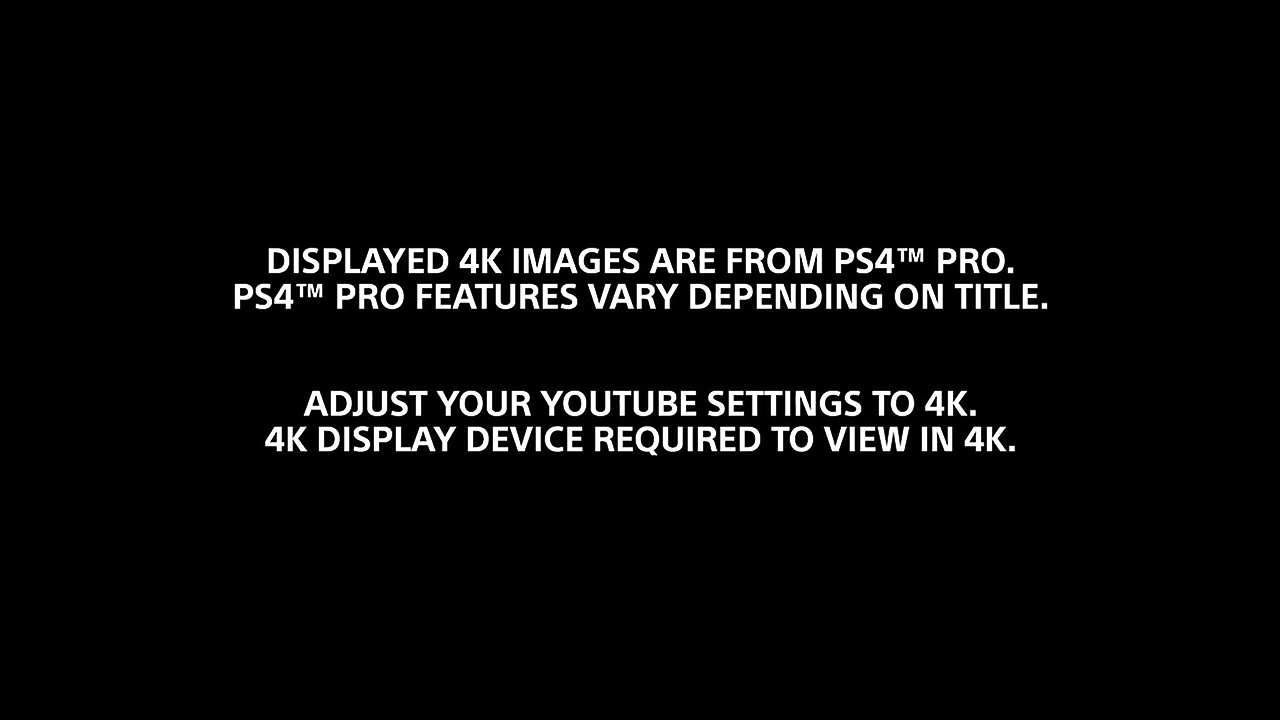 DISPLAYED 4K IMAGES ARE FROM PS4™ PRO.
PS4™ PRO FEATURES VARY DEPENDING ON TITLE.
ADJUST YOUR YOUTUBE SETTINGS TO 4K.
4K DISPLAY DEVICE REQUIRED TO VIEW IN 4K.